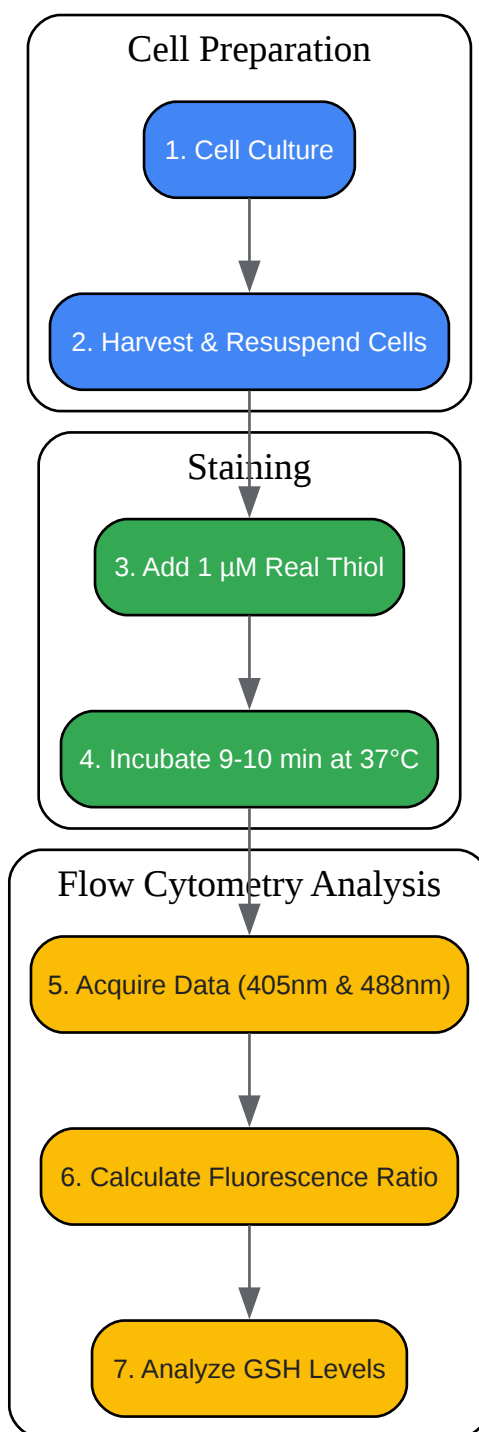 Cell Preparation
1. Cell Culture
2. Harvest & Resuspend Cells
Staining
3. Add 1 µM Real Thiol
4. Incubate 9-10 min at 37°C
Flow Cytometry Analysis
5. Acquire Data (405nm & 488nm)
6. Calculate Fluorescence Ratio
7. Analyze GSH Levels